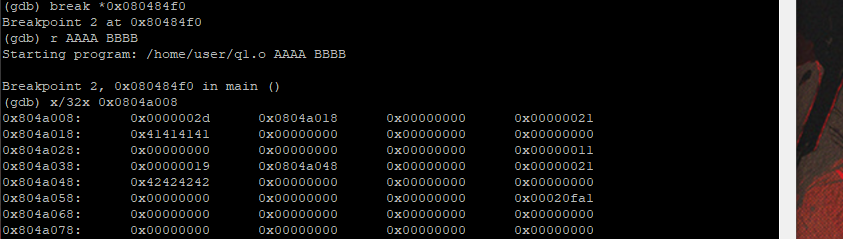 (gdb) break *0x080484f0
Breakpoint 2 at 0x80484f0
(gdb) r AAAA BBBB
Starting program: /home/user/q1.o AAAA BBBB
Breakpoint 2, 0x080484f0 in main ()
(gdb) x/32x 0x0804a008
0x804a008: 0x0000002d 0x0804a018 0x00000000 0x00000021
0x804a018: 0x41414141 0x00000000 0x00000000 0x00000000
0x804a028: 0x00000000 0x00000000 0x00000000 0x00000011
0x804a038: 0x00000019 0x0804a048 0x00000000 0x00000021
0x804a048: 0x42424242 0x00000000 0x00000000 0x00000000
0x804a058: 0x00000000 0x00000000 0x00000000 0x00020fa1
0x804a068: 0x00000000 0x00000000 0x00000000 0x00000000
0x804a078: 0x00000000 0x00000000 0x00000000 0x00000000